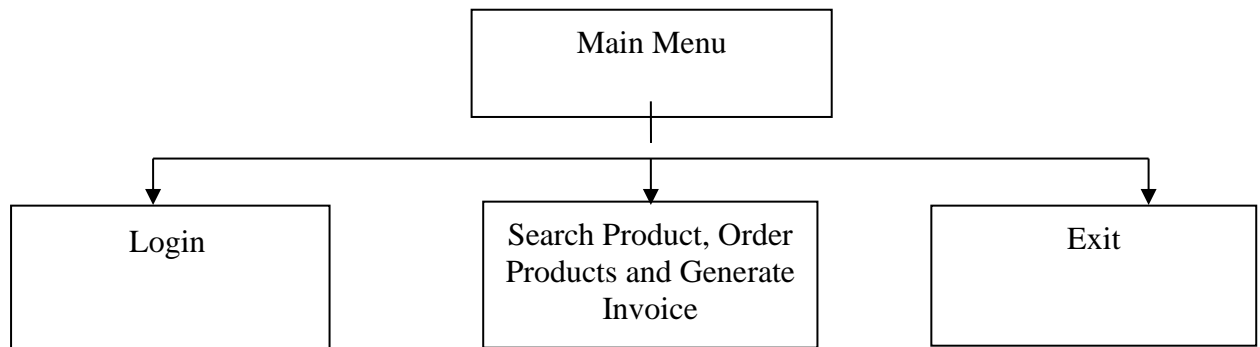 Main Menu
Login
Search Product, Order
Products and Generate
Invoice
Exit